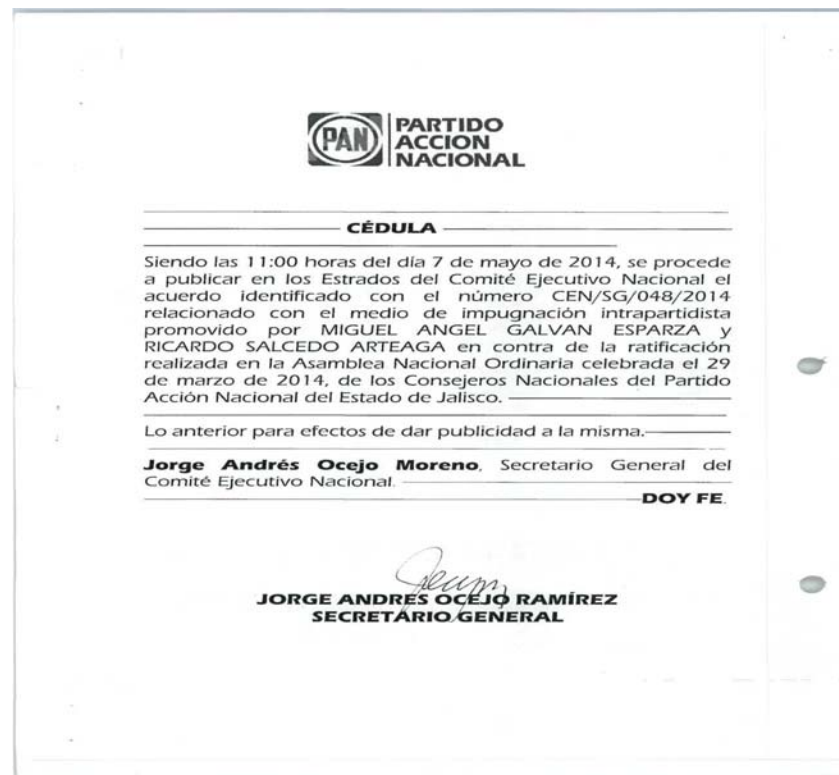 PAN
PARTIDO
ACCION
NACIONAL
CÉDULA
Siendo las 11:00 horas del día 7 de mayo de 2014, se procede
a publicar en los Estrados del Comité Ejecutivo Nacional el
acuerdo identificado con el número CEN/SG/048/2014
relacionado con el medio de impugnación intrapartidista
promovido por MIGUEL ANGEL GALVAN ESPARZA y
RICARDO SALCEDO ARTEAGA en contra de la ratificación
realizada en la Asamblea Nacional Ordinaria celebrada el 29
de marzo de 2014, de los Consejeros Nacionales del Partido
Acción Nacional del Estado de Jalisco.
Lo anterior para efectos de dar publicidad a la misma.
Jorge Andrés Ocejo Moreno, Secretario General del
Comité Ejecutivo Nacional.
DOY FE.
JORGE ANDRES OCEJO RAMÍREZ
SECRETARIO GENERAL